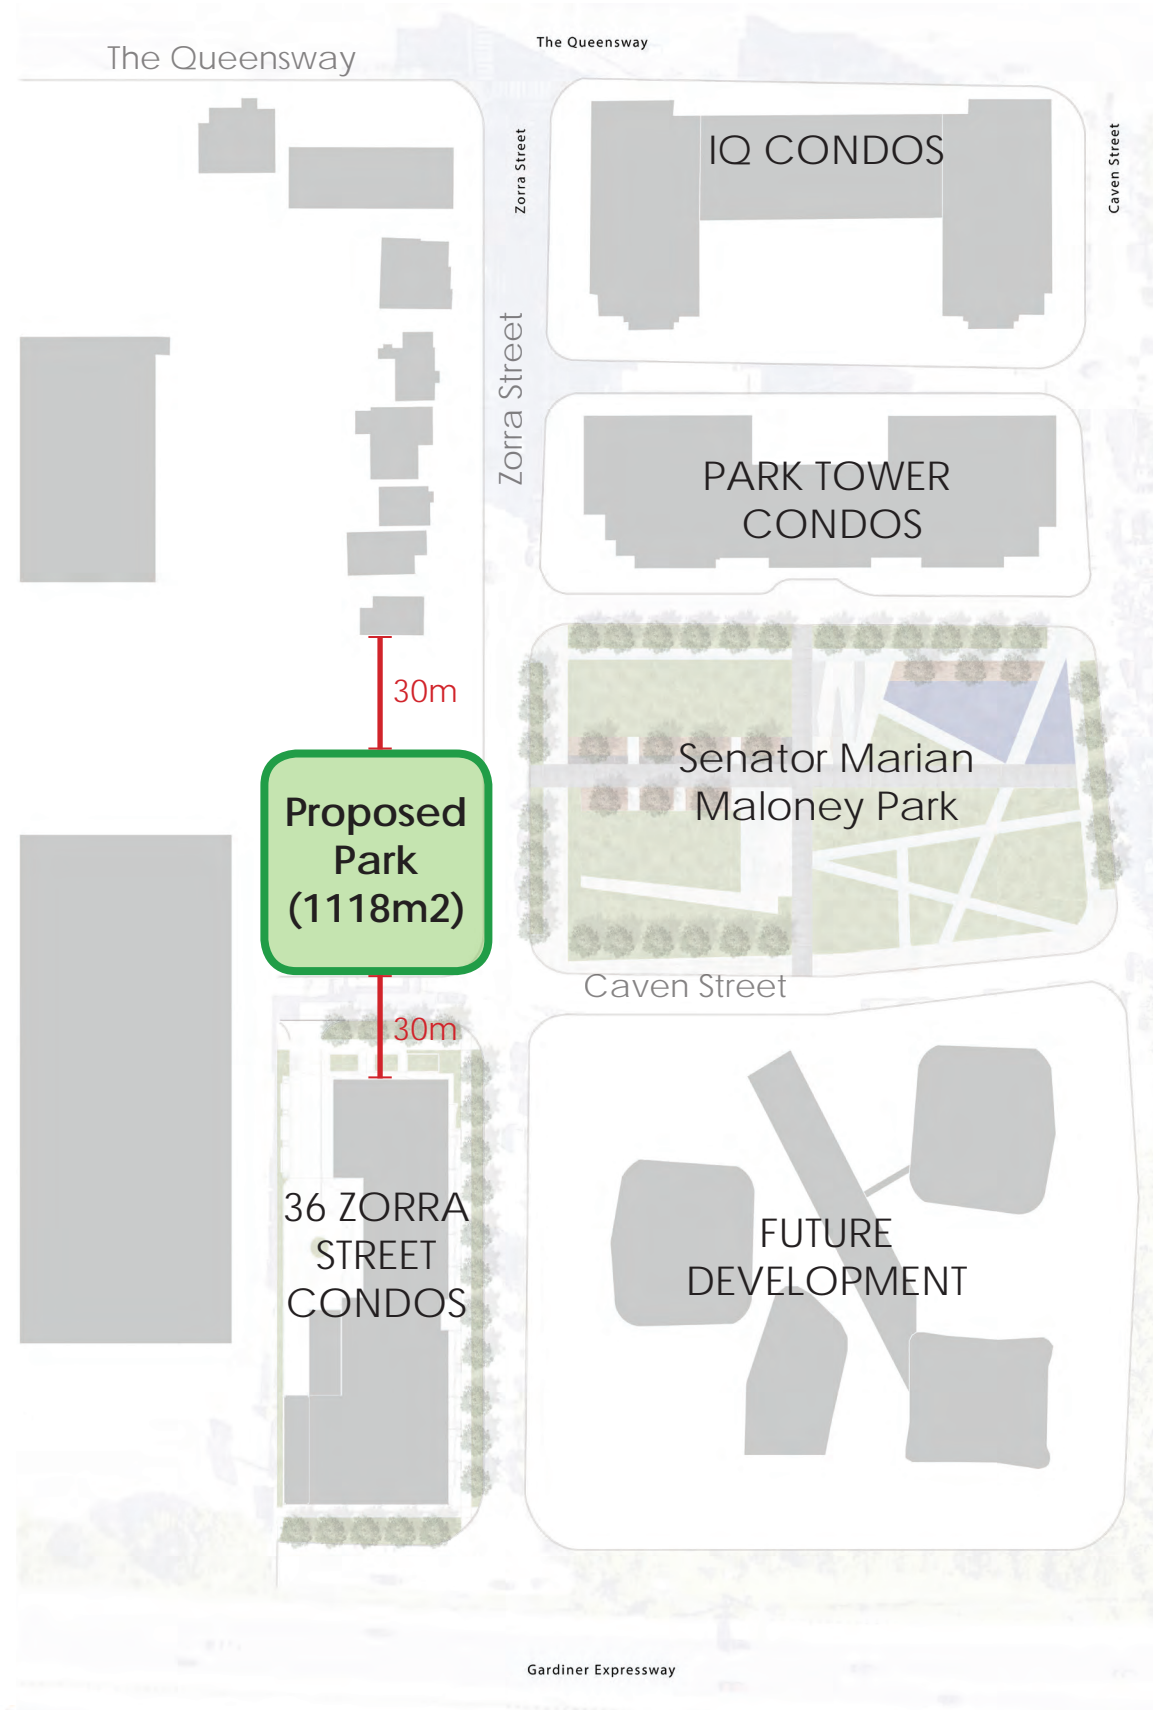 The Queensway
The Queensway
Zorra Street
Caven Street
IQ CONDOS
Zorra Street
PARK TOWER
CONDOS
30m
Senator Marian
Maloney Park
Proposed
Park
(1118m2)
Caven Street
30m
36 ZORRA
STREET
CONDOS
FUTURE
DEVELOPMENT
Gardiner Expressway